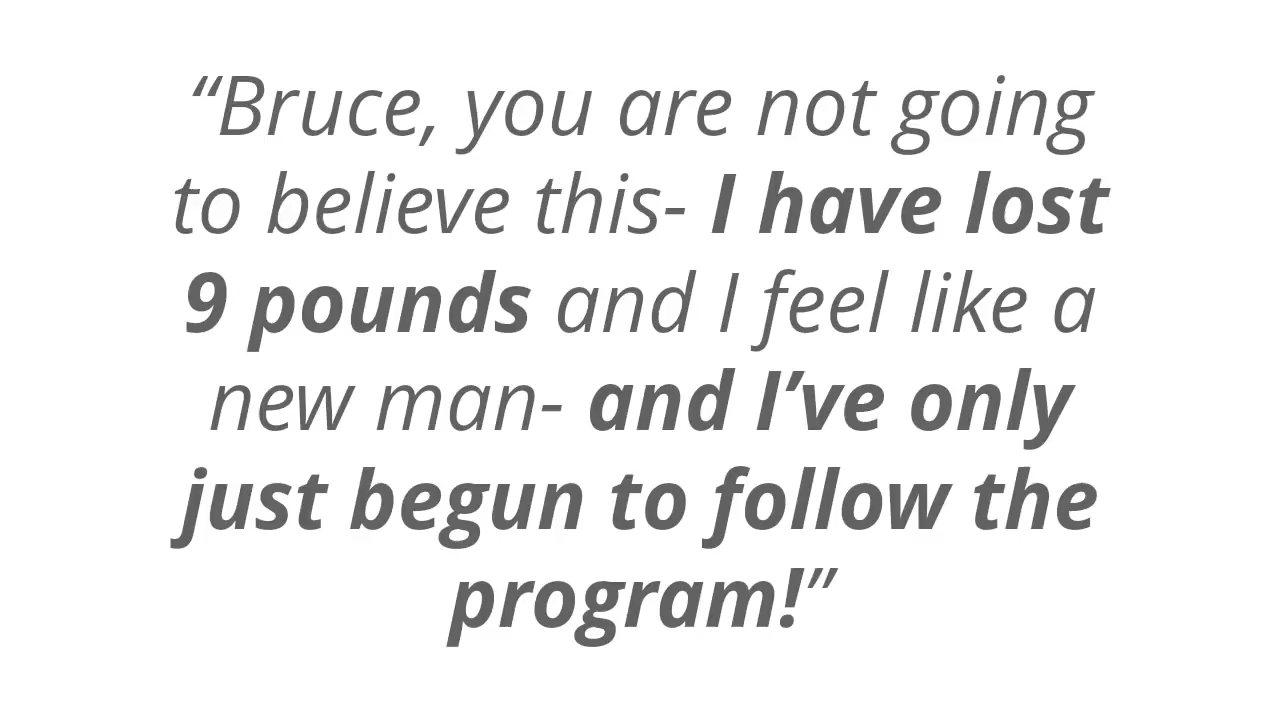 “Bruce, you are not going
to believe this- I have lost
9 pounds and I feel like a
new man- and I’ve only
just begun to follow the
program!”